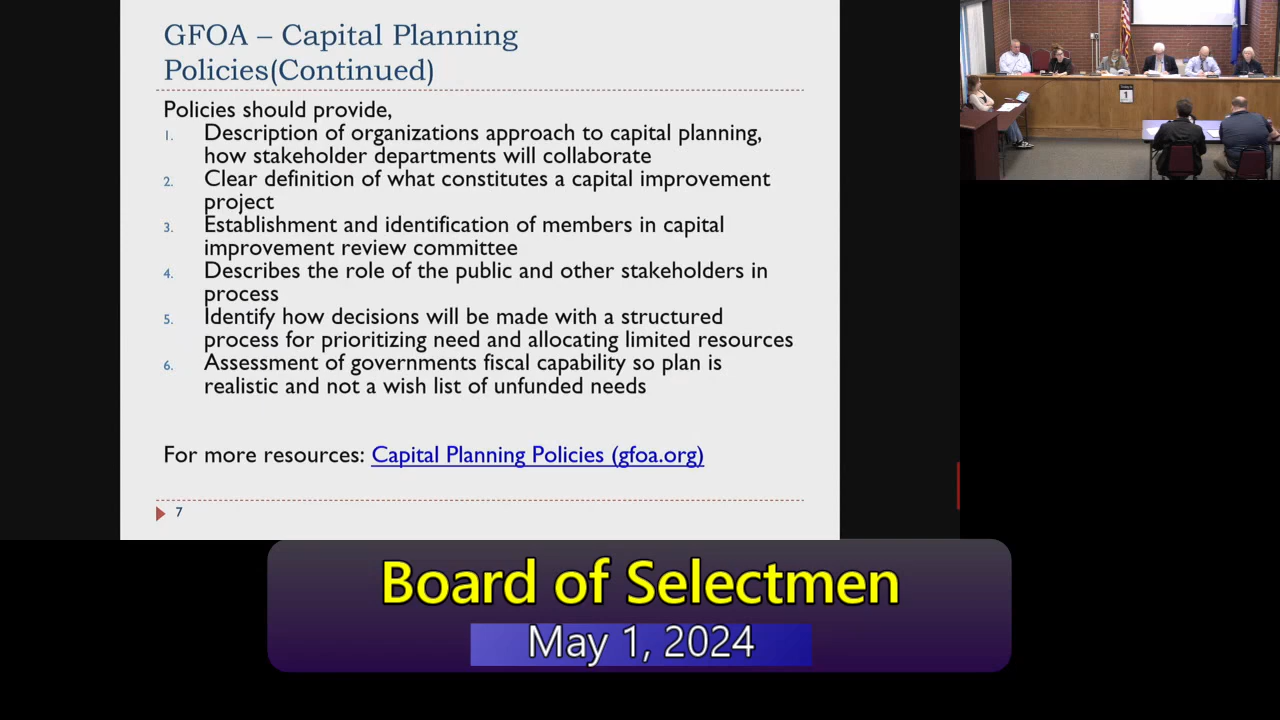 GFOA – Capital Planning
Policies(Continued)
Policies should provide,
1. Description of organizations approach to capital planning,
how stakeholder departments will collaborate
2. Clear definition of what constitutes a capital improvement
project
3. Establishment and identification of members in capital
improvement review committee
4. Describes the role of the public and other stakeholders in
process
5. Identify how decisions will be made with a structured
process for prioritizing need and allocating limited resources
6. Assessment of governments fiscal capability so plan is
realistic and not a wish list of unfunded needs
For more resources: Capital Planning Policies (gfoa.org)
7
1
Board of Selectmen
May 1, 2024